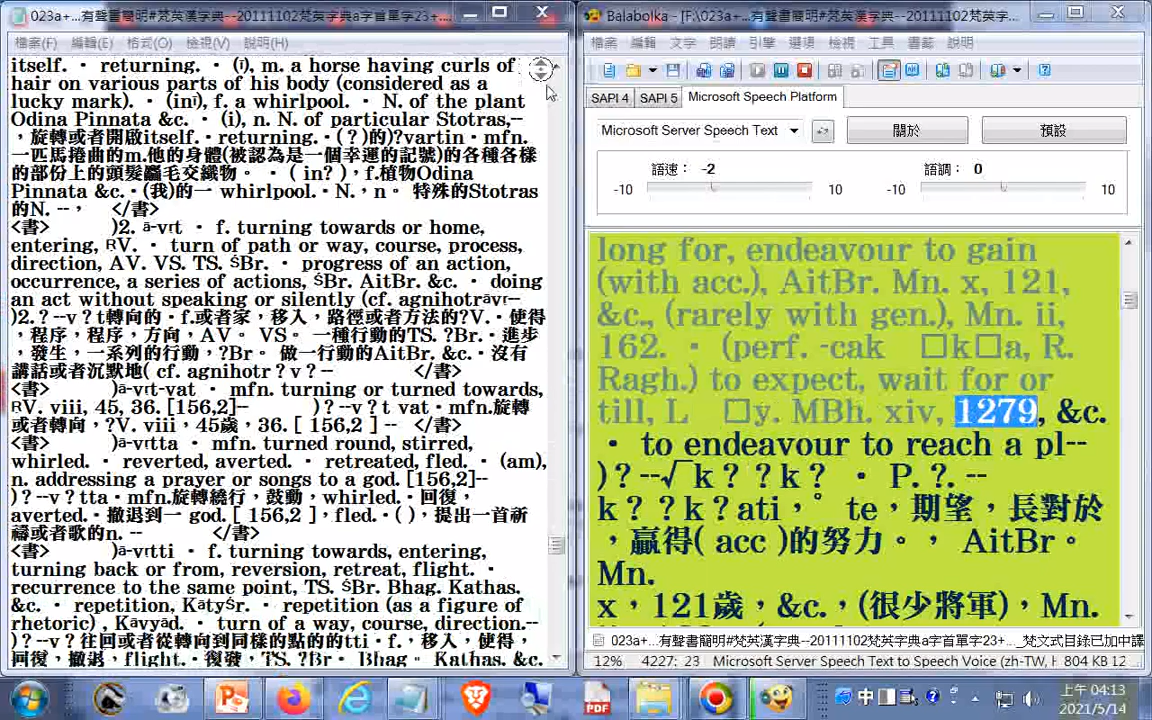 023a+...有聲書簡明#梵英漢字典--20111102梵英字典a字首單字23+...
檔案(F) 編輯(E) 格式(O) 檢視(V) 說明(H)
itself. ‧ returning. ‧ (ī), m. a horse having curls of
hair on various parts of his body (considered as a
lucky mark). ‧ (inī), f. a whirlpool. ‧ N. of the plant
Odina Pinnata &c. ‧ (i), n. N. of particular Stotras,--
，旋轉或者開啟itself.‧returning.‧(？)的)?vartin‧mfn.
一匹馬捲曲的m.他的身體(被認為是一個幸運的記號)的各種各樣
的部份上的頭髮鬣毛交織物。‧( in? )，f.植物Odina
Pinnata &c.‧(我)的一 whirlpool.‧N.，n。 特殊的Stotras
的N. --， </書>
<書> )2. ā-vṛt ‧ f. turning towards or home,
entering, ṚV. ‧ turn of path or way, course, process,
direction, AV. VS. TS. ŚBr. ‧ progress of an action,
occurrence, a series of actions, ŚBr. AitBr. &c. ‧ doing
an act without speaking or silently (cf. agnihotrāvṛ--
)2.？--v？t轉向的‧f.或者家，移入，路徑或者方法的?V.‧使得
，程序，程序，方向，AV。 VS。 一種行動的TS. ?Br.‧進步
，發生，一系列的行動，?Br。 做一行動的AitBr. &c.‧沒有
講話或者沉默地( cf. agnihotr？v？-- </書>
<書> )ā-vṛt-vat ‧ mfn. turning or turned towards,
ṚV. viii, 45, 36. [156,2]-- )？--v？t vat‧mfn.旋轉
或者轉向，?V. viii，45歲，36. [ 156,2 ]-- </書>
<書> )ā-vṛtta ‧ mfn. turned round, stirred,
whirled. ‧ reverted, averted. ‧ retreated, fled. ‧ (am),
n. addressing a prayer or songs to a god. [156,2]--
)？--v？tta‧mfn.旋轉繞行，鼓動，whirled.‧回復，
averted.‧撤退到一 god. [ 156,2 ]，fled.‧( )，提出一首祈
禱或者歌的n. -- </書>
<書> )ā-vṛtti ‧ f. turning towards, entering,
turning back or from, reversion, retreat, flight. ‧
recurrence to the same point, TS. ŚBr. Bhag. Kathas.
&c. ‧ repetition, KātyŚr. ‧ repetition (as a figure of
rhetoric) , Kāvyād. ‧ turn of a way, course, direction.--
)？--v？往回或者從轉向到同樣的點的的tti‧f.，移入，使得，
回復，撤退，flight.‧復發，TS. ?Br‧Bhag‧Kathas. &c.
Balabolka - [F:\023a+...有聲書簡明#梵英漢字典--20111102梵英字...
檔案 編輯 文字 朗讀 引擎 選項 檢視 工具 書籤 說明
SAPI 4 SAPI 5 Microsoft Speech Platform
Microsoft Server Speech Text 關於 預設
語速： -2 語調： 0
-10 10 -10 10
long for, endeavour to gain
(with acc.), AitBr. Mn. x, 121,
&c., (rarely with gen.), Mn. ii,
162. ‧ (perf. -cak □k□a, R.
Ragh.) to expect, wait for or
till, L □y. MBh. xiv, 1279, &c.
‧ to endeavour to reach a pl--
)？--√k？？k？ ‧ P.？. --
k？？k？ati，° te，期望，長對於
，贏得( acc )的努力。， AitBr。
Mn.
x，121歲，&c.，(很少將軍)，Mn.
023a+...有聲書簡明#梵英漢字典--20111102梵英字典a字首單字23+..._梵文式目錄已加中譯
12% 4227: 23 Microsoft Server Speech Text to Speech Voice (zh-TW, H 804 KB 12
中
上午 04:13
2021/5/14